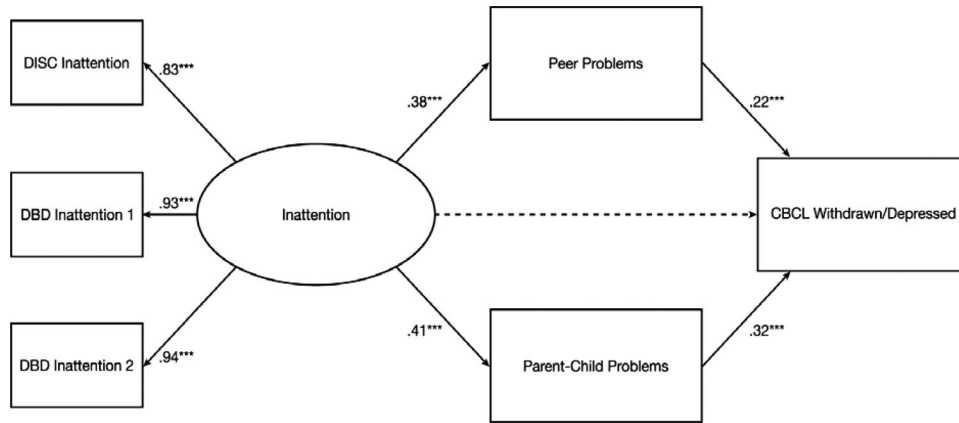 DISC Inattention
.83***
DBD Inattention 1
.93***
DBD Inattention 2
.94***
Inattention
.38***
.41***
Peer Problems
Parent-Child Problems
.22***
.32***
CBCL Withdrawn/Depressed